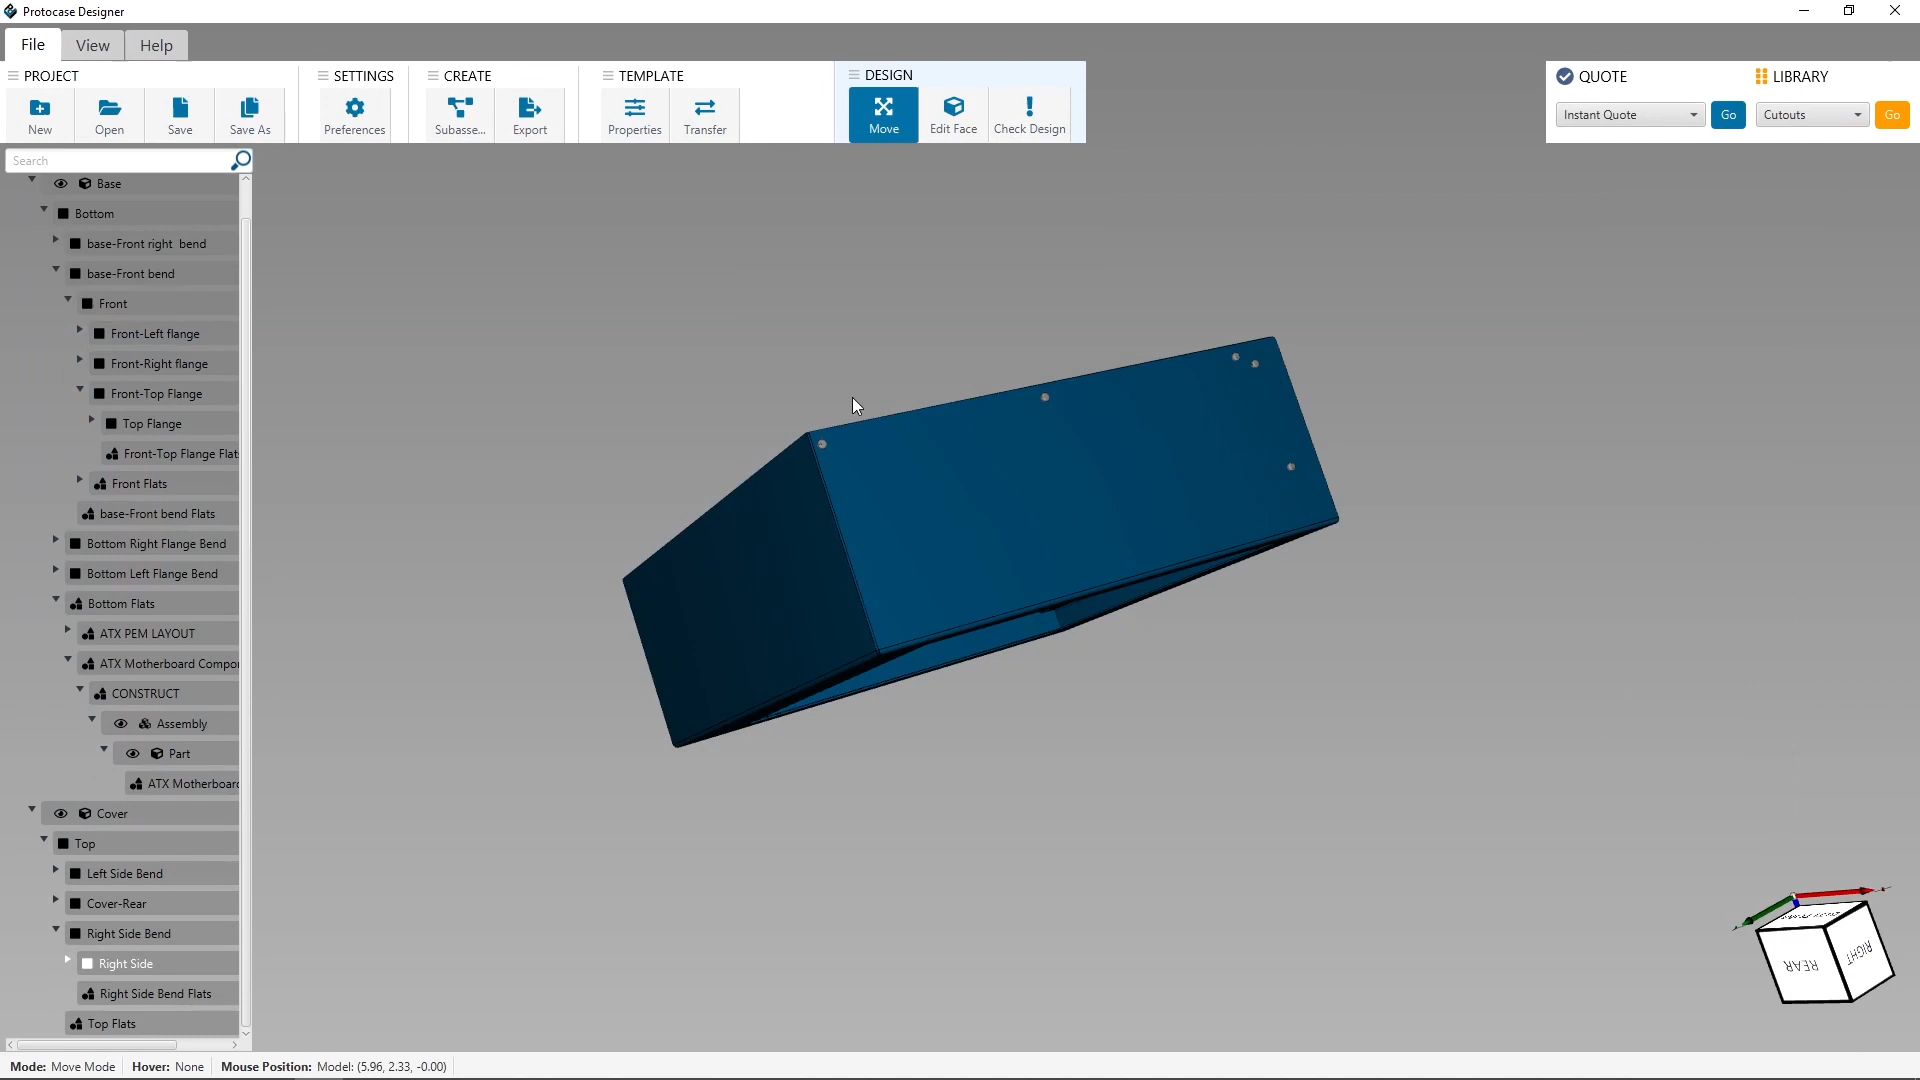 Protocase Designer
File View Help
PROJECT SETTINGS CREATE TEMPLATE DESIGN QUOTE LIBRARY
New Open Save Save As Preferences Subasse... Export Properties Transfer Move Edit Face Check Design Instant Quote Go Cutouts Go
Search
Base
Bottom
base-Front right bend
base-Front bend
Front
Front-Left flange
Front-Right flange
Front-Top Flange
Top Flange
Front-Top Flange Flats
Front Flats
base-Front bend Flats
Bottom Right Flange Bend
Bottom Left Flange Bend
Bottom Flats
ATX PEM LAYOUT
ATX Motherboard Compo
CONSTRUCT
Assembly
Part
ATX Motherboard
Cover
Top
Left Side Bend
Cover-Rear
Right Side Bend
Right Side
Right Side Bend Flats
Top Flats
REAR RIGHT
Mode: Move Mode Hover: None Mouse Position: Model: (5.96, 2.33, -0.00)